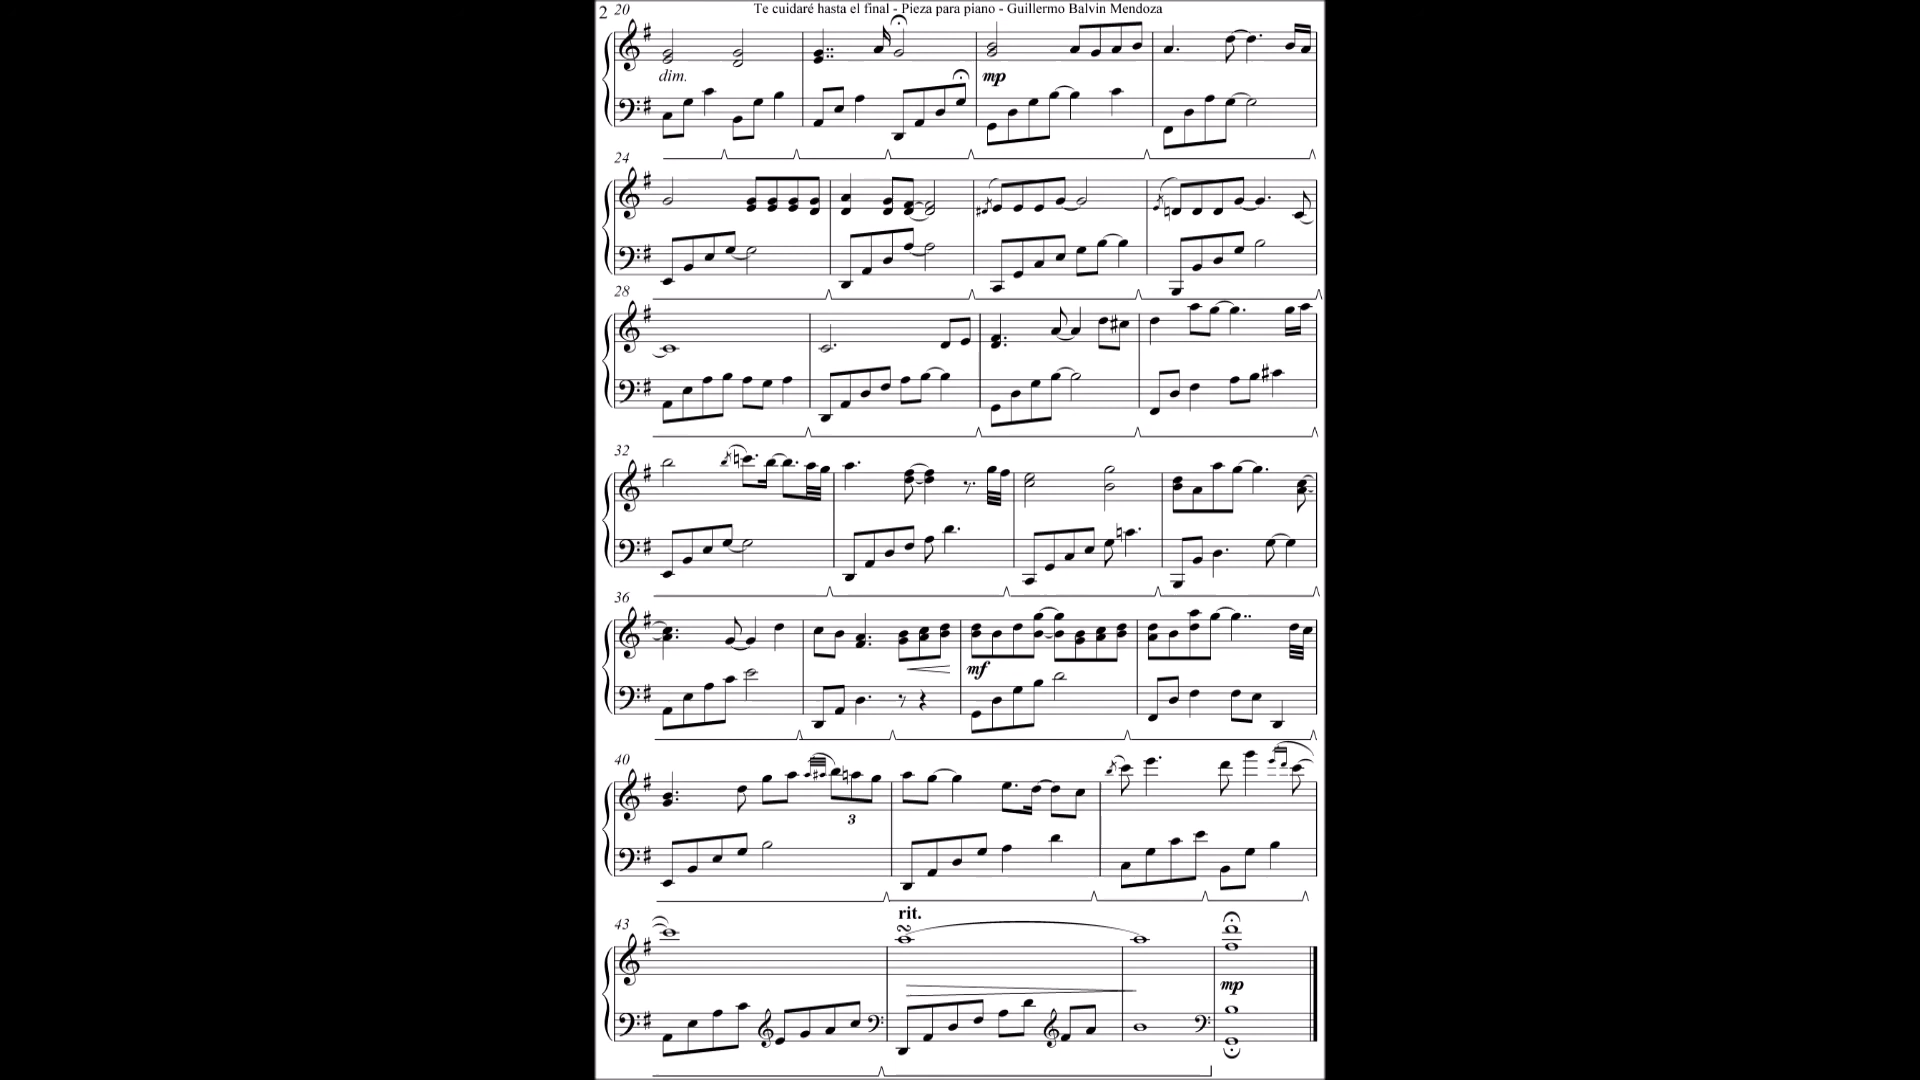 2 20 Te cuidaré hasta el final - Pieza para piano - Guillermo Balvin Mendoza
dim.
mp
24
28
32
36
mf
40
3
43
rit.
mp